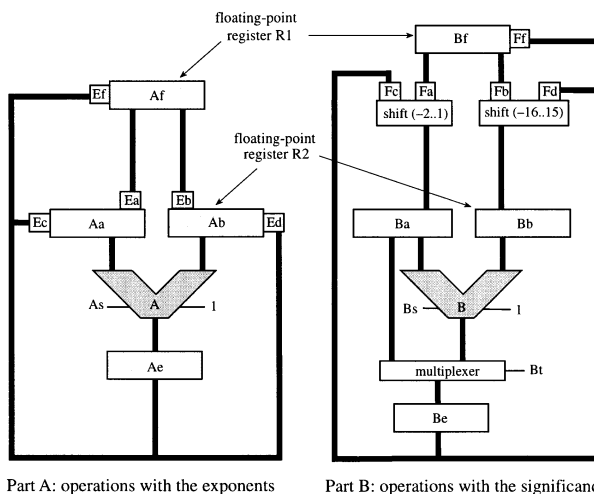 floating-point
register R1
Ef
Af
Bf
Ff
Fc
Fa
Fb
Fd
shift (−2..1)
shift (−16..15)
floating-point
register R2
Ea
Eb
Ec
Aa
Ab
Ed
Ba
Bb
As
A
1
Bs
B
1
Ae
multiplexer
Bt
Be
Part A: operations with the exponents
Part B: operations with the